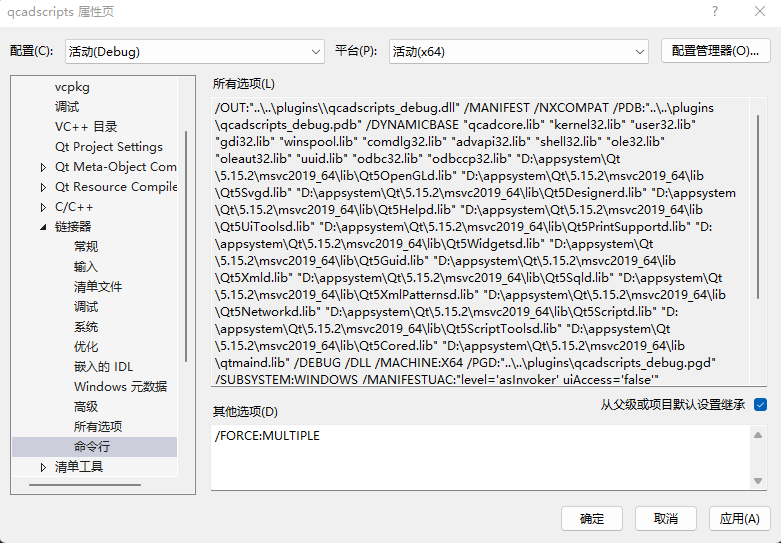 qcadscripts 属性页
配置(C): 活动(Debug) 平台(P): 活动(x64) 配置管理器(O)...
vcpkg
调试
VC++ 目录
Qt Project Settings
Qt Meta-Object Com
Qt Resource Compile
C/C++
链接器
常规
输入
清单文件
调试
系统
优化
嵌入的 IDL
Windows 元数据
高级
所有选项
命令行
清单工具
所有选项(L)
/OUT:"..\..\plugins\\qcadscripts_debug.dll" /MANIFEST /NXCOMPAT /PDB:"..\..\plugins
\qcadscripts_debug.pdb" /DYNAMICBASE "qcadcore.lib" "kernel32.lib" "user32.lib"
"gdi32.lib" "winspool.lib" "comdlg32.lib" "advapi32.lib" "shell32.lib" "ole32.lib"
"oleaut32.lib" "uuid.lib" "odbc32.lib" "odbccp32.lib" "D:\appsystem\Qt
\5.15.2\msvc2019_64\lib\Qt5OpenGLd.lib" "D:\appsystem\Qt\5.15.2\msvc2019_64\lib
\Qt5Svgd.lib" "D:\appsystem\Qt\5.15.2\msvc2019_64\lib\Qt5Designerd.lib" "D:\appsystem
\Qt\5.15.2\msvc2019_64\lib\Qt5Helpd.lib" "D:\appsystem\Qt\5.15.2\msvc2019_64\lib
\Qt5UiToolsd.lib" "D:\appsystem\Qt\5.15.2\msvc2019_64\lib\Qt5PrintSupportd.lib" "D:
\appsystem\Qt\5.15.2\msvc2019_64\lib\Qt5Widgetsd.lib" "D:\appsystem\Qt
\5.15.2\msvc2019_64\lib\Qt5Guid.lib" "D:\appsystem\Qt\5.15.2\msvc2019_64\lib
\Qt5Xmld.lib" "D:\appsystem\Qt\5.15.2\msvc2019_64\lib\Qt5Sqld.lib" "D:\appsystem\Qt
\5.15.2\msvc2019_64\lib\Qt5XmlPatternsd.lib" "D:\appsystem\Qt\5.15.2\msvc2019_64\lib
\Qt5Networkd.lib" "D:\appsystem\Qt\5.15.2\msvc2019_64\lib\Qt5Scriptd.lib" "D:
\appsystem\Qt\5.15.2\msvc2019_64\lib\Qt5ScriptToolsd.lib" "D:\appsystem\Qt
\5.15.2\msvc2019_64\lib\Qt5Cored.lib" "D:\appsystem\Qt\5.15.2\msvc2019_64\lib
\qtmaind.lib" /DEBUG /DLL /MACHINE:X64 /PGD:"..\..\plugins\qcadscripts_debug.pgd"
/SUBSYSTEM:WINDOWS /MANIFESTUAC:"level='asInvoker' uiAccess='false'"
从父级或项目默认设置继承
其他选项(D)
/FORCE:MULTIPLE
确定 取消 应用(A)